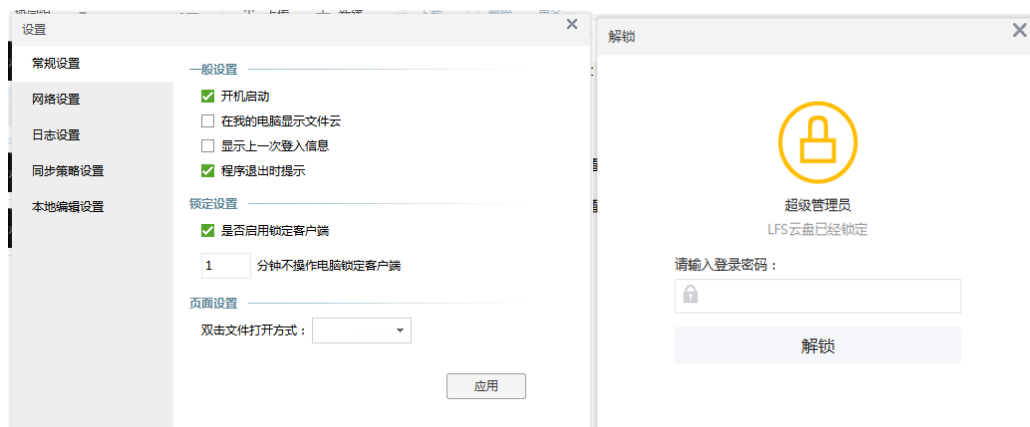 设置
常规设置
网络设置
日志设置
同步策略设置
本地编辑设置
一般设置
开机启动
在我的电脑显示文件云
显示上一次登入信息
程序退出时提示
锁定设置
是否启用锁定客户端
1 分钟不操作电脑锁定客户端
页面设置
双击文件打开方式：
应用
解锁
超级管理员
LFS云盘已经锁定
请输入登录密码：
解锁